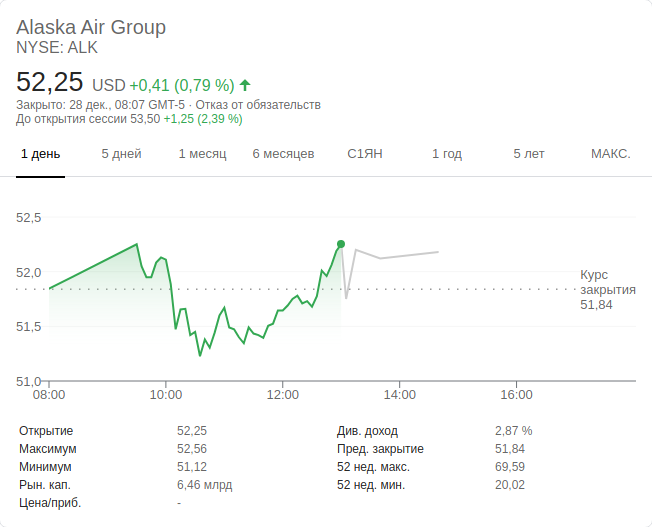 Alaska Air Group
NYSE: ALK
52,25 USD +0,41 (0,79 %)
Закрыто: 28 дек., 08:07 GMT-5 · Отказ от обязательств
До открытия сессии 53,50 +1,25 (2,39 %)
1 день 5 дней 1 месяц 6 месяцев С1ЯН 1 год 5 лет МАКС.
52,5
52,0
Курс
закрытия
51,84
51,5
51,0
08:00 10:00 12:00 14:00 16:00
Открытие 52,25 Див. доход 2,87 %
Максимум 52,56 Пред. закрытие 51,84
Минимум 51,12 52 нед. макс. 69,59
Рын. кап. 6,46 млрд 52 нед. мин. 20,02
Цена/приб. -